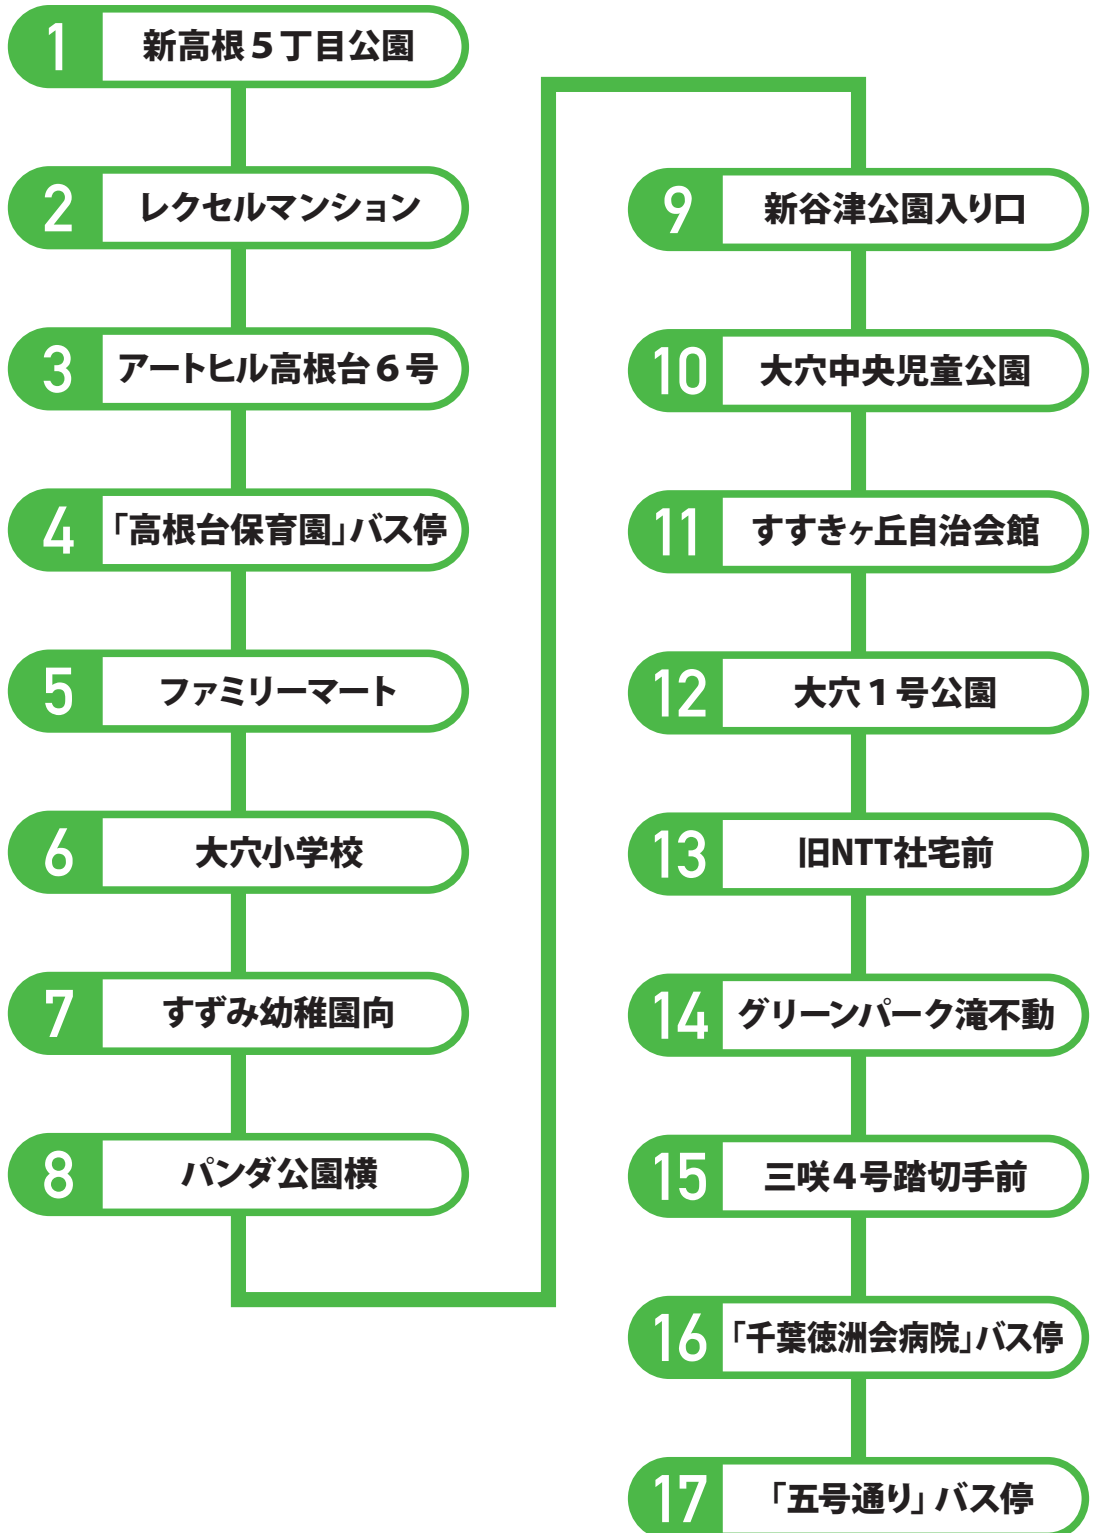 1 新高根5丁目公園
2 レクセルマンション
3 アートヒル高根台6号
4 「高根台保育園」バス停
5 ファミリーマート
6 大穴小学校
7 すずみ幼稚園向
8 パンダ公園横
9 新谷津公園入り口
10 大穴中央児童公園
11 すすきヶ丘自治会館
12 大穴1号公園
13 旧NTT社宅前
14 グリーンパーク滝不動
15 三咲4号踏切手前
16 「千葉徳洲会病院」バス停
17 「五号通り」バス停